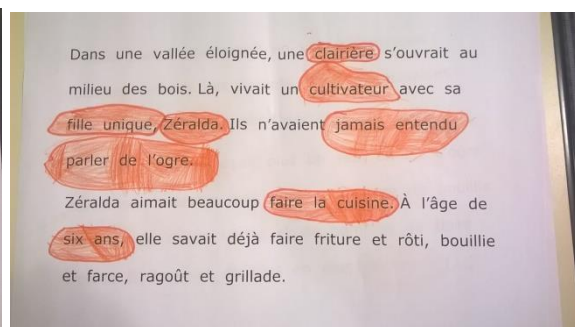 Dans une vallée éloignée, une clairière s'ouvrait au
milieu des bois. Là, vivait un cultivateur avec sa
fille unique, Zéralda. Ils n'avaient jamais entendu
parler de l'ogre.
Zéralda aimait beaucoup faire la cuisine. À l'âge de
six ans, elle savait déjà faire friture et rôti, bouillie
et farce, ragoût et grillade.